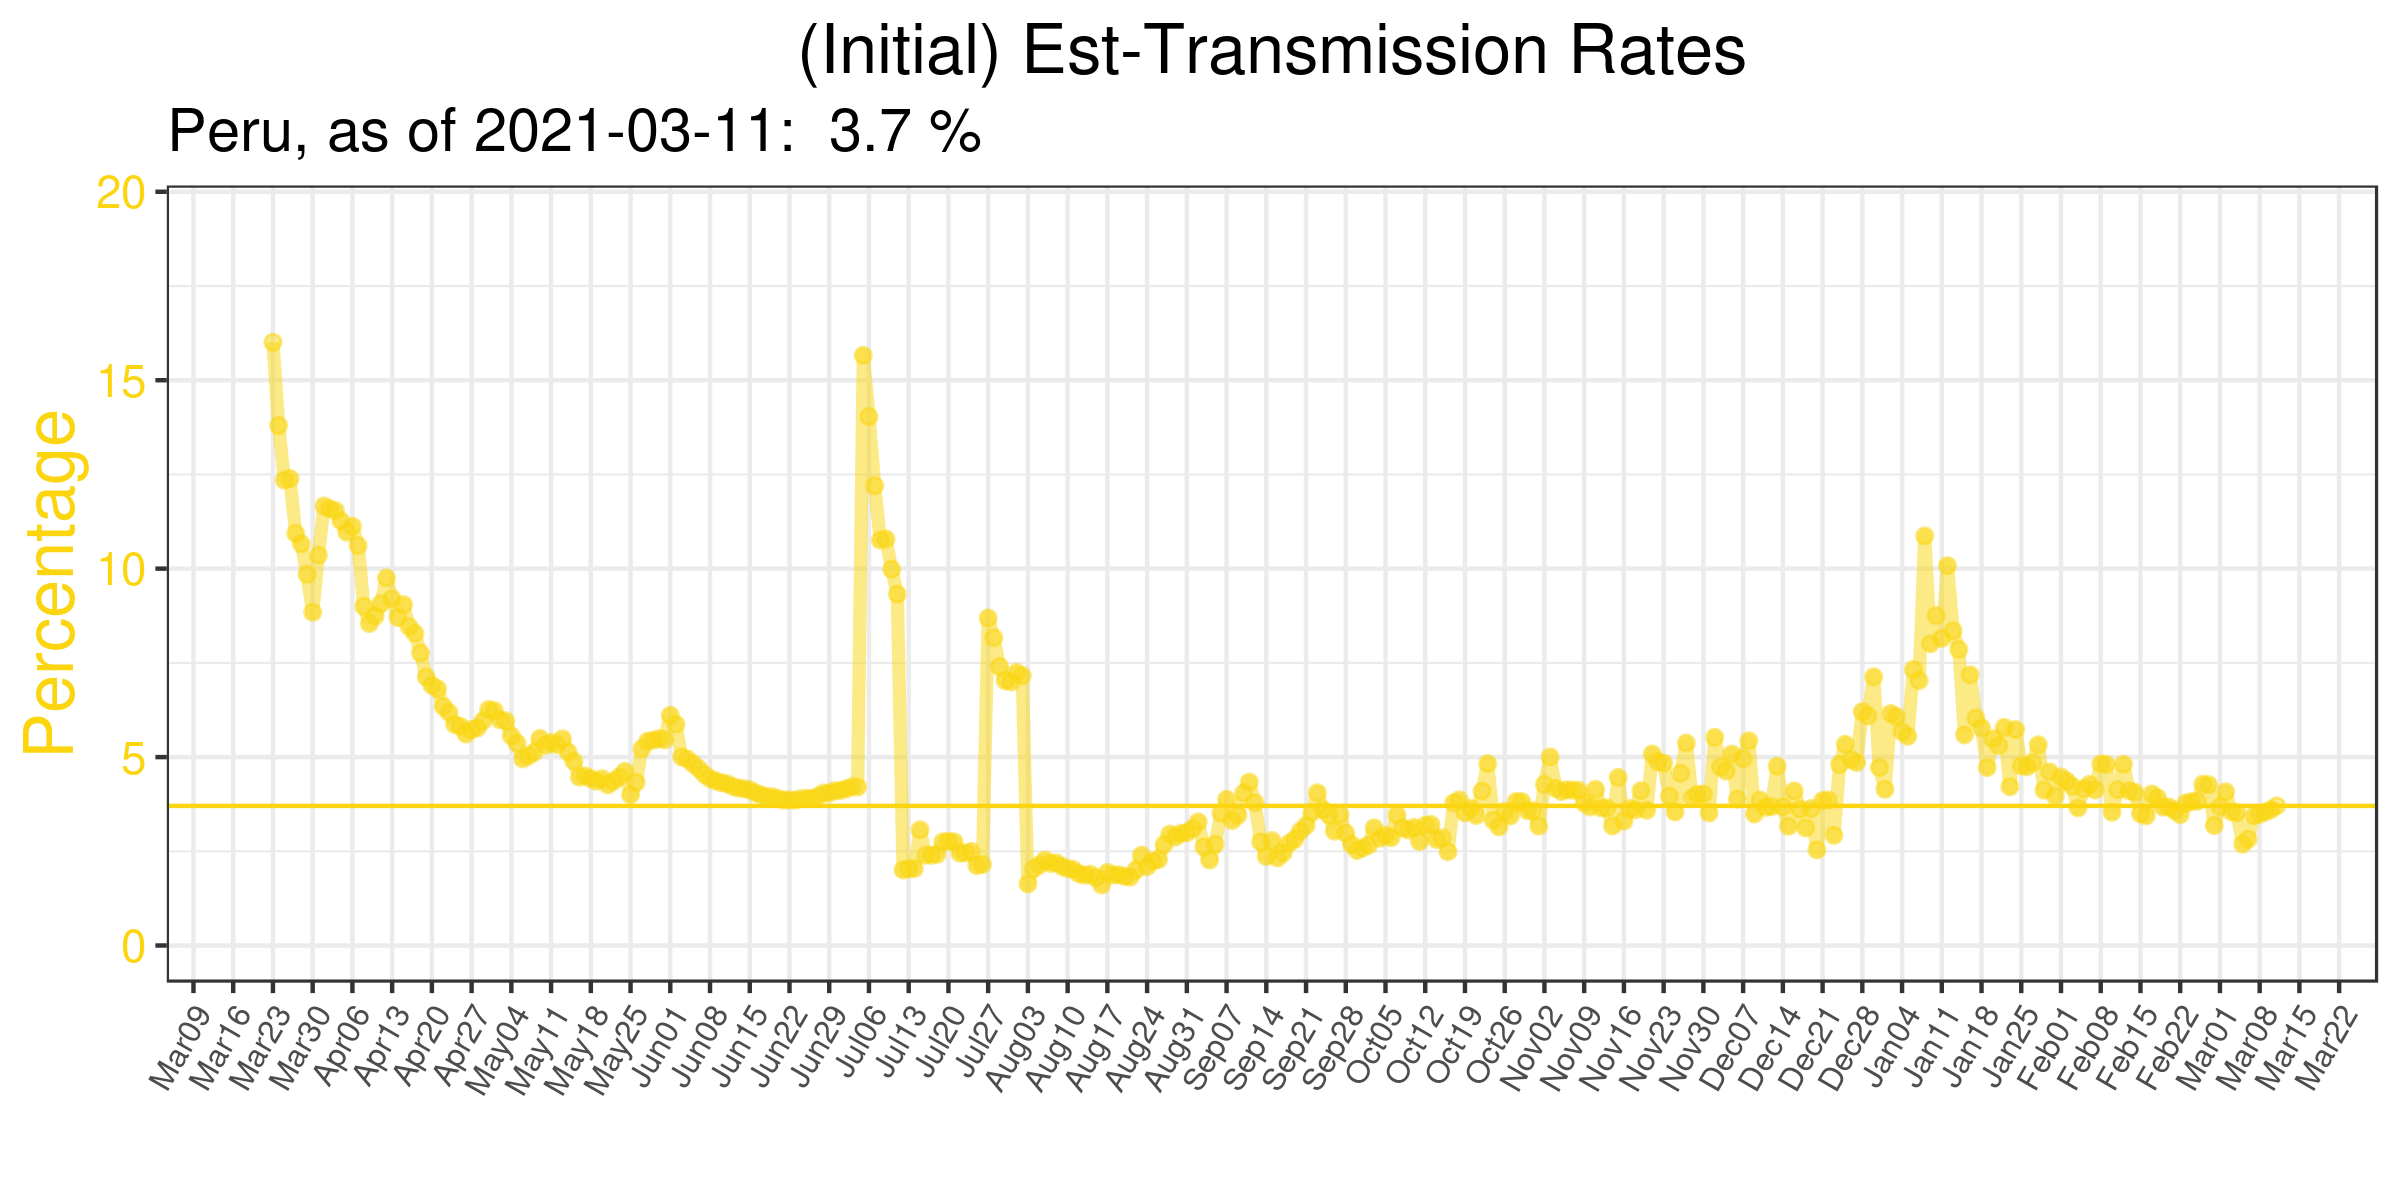 (Initial) Est-Transmission Rates
Peru, as of 2021-03-11:  3.7 %
Percentage
20
15
10
5
0
Mar09 Mar16 Mar23 Mar30 Apr06 Apr13 Apr20 Apr27 May04 May11 May18 May25 Jun01 Jun08 Jun15 Jun22 Jun29 Jul06 Jul13 Jul20 Jul27 Aug03 Aug10 Aug17 Aug24 Aug31 Sep07 Sep14 Sep21 Sep28 Oct05 Oct12 Oct19 Oct26 Nov02 Nov09 Nov16 Nov23 Nov30 Dec07 Dec14 Dec21 Dec28 Jan04 Jan11 Jan18 Jan25 Feb01 Feb08 Feb15 Feb22 Mar01 Mar08 Mar15 Mar22